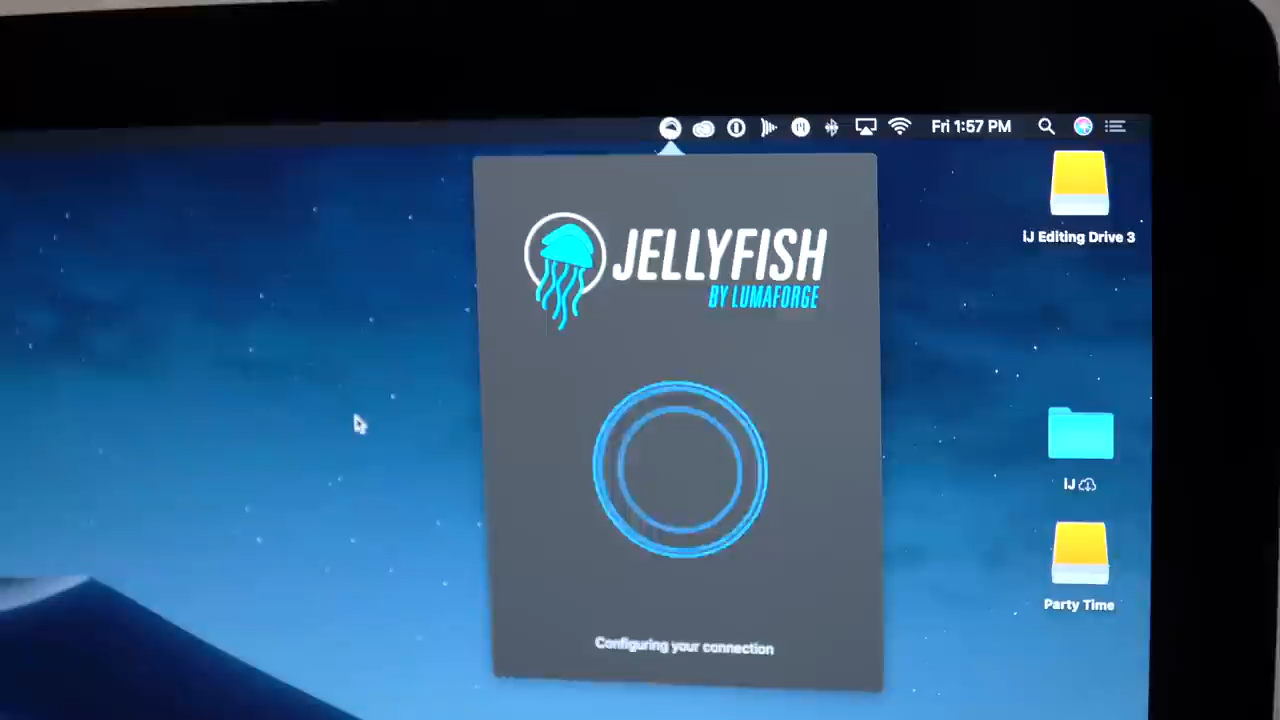 Fri 1:57 PM
JELLYFISH
BY LUMAFORGE
Configuring your connection
iJ Editing Drive 3
iJ
Party Time